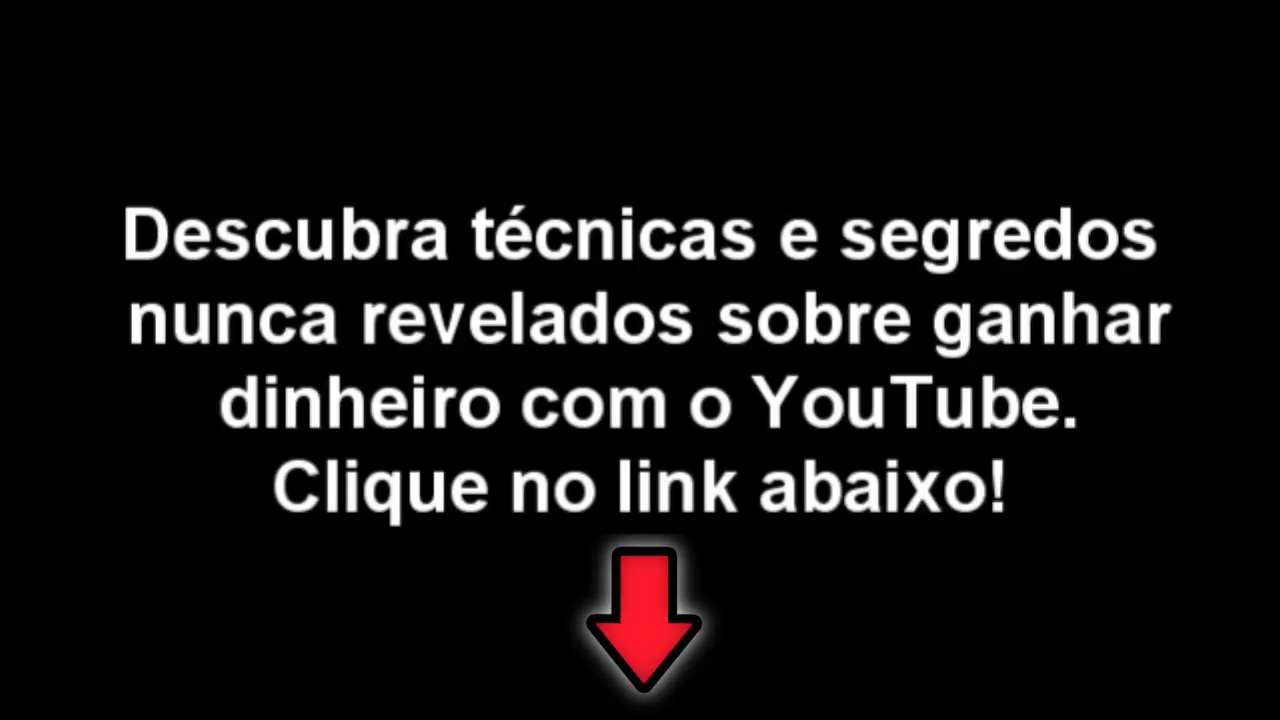 Descubra técnicas e segredos
nunca revelados sobre ganhar
dinheiro com o YouTube.
Clique no link abaixo!